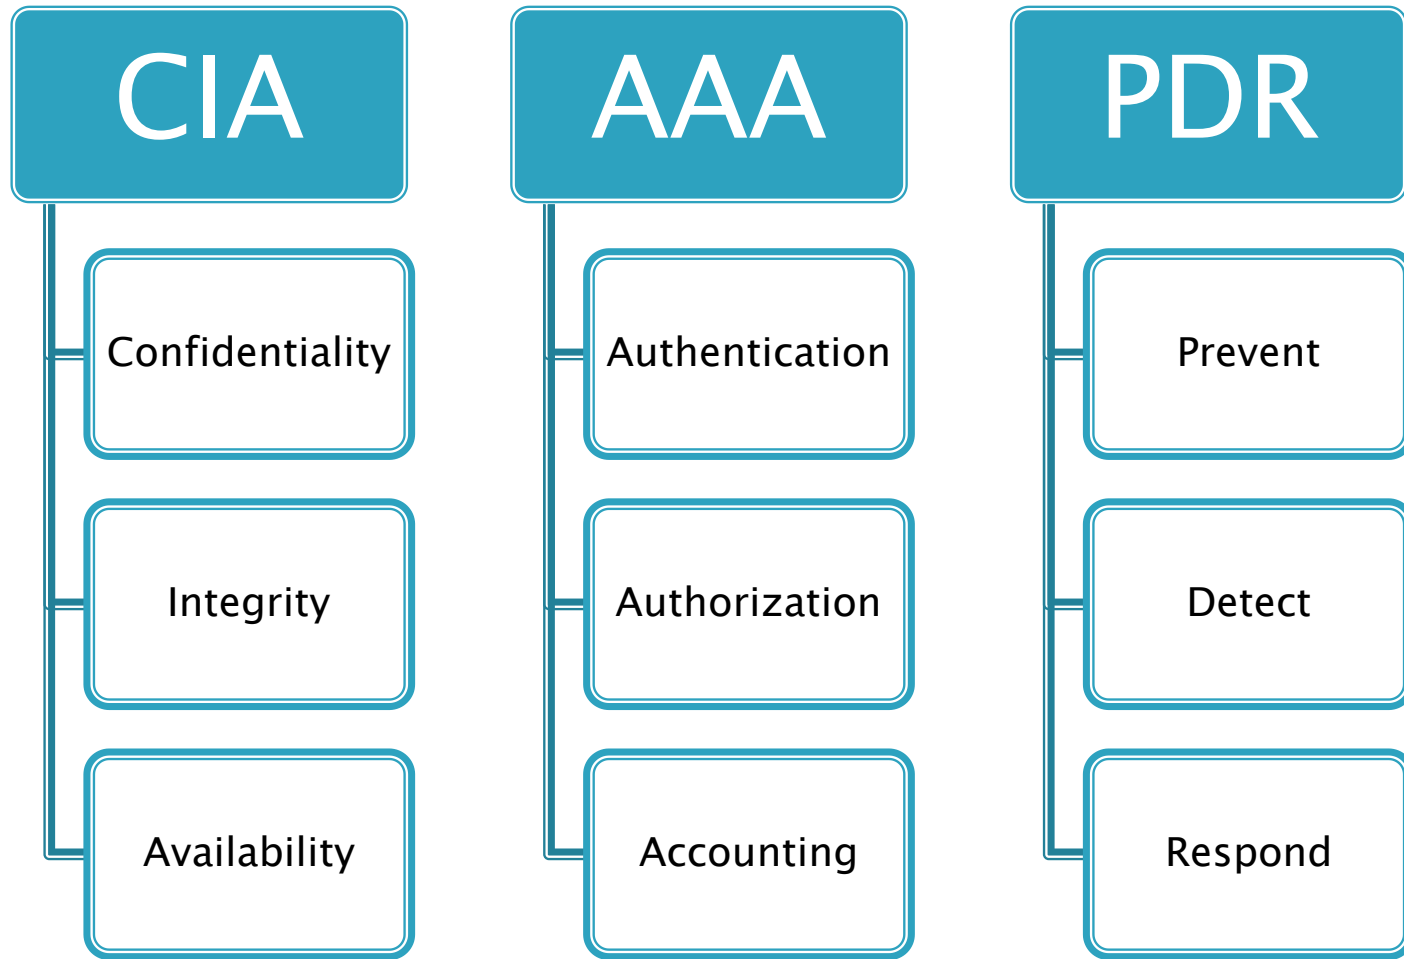 CIA
Confidentiality
Integrity
Availability
AAA
Authentication
Authorization
Accounting
PDR
Prevent
Detect
Respond